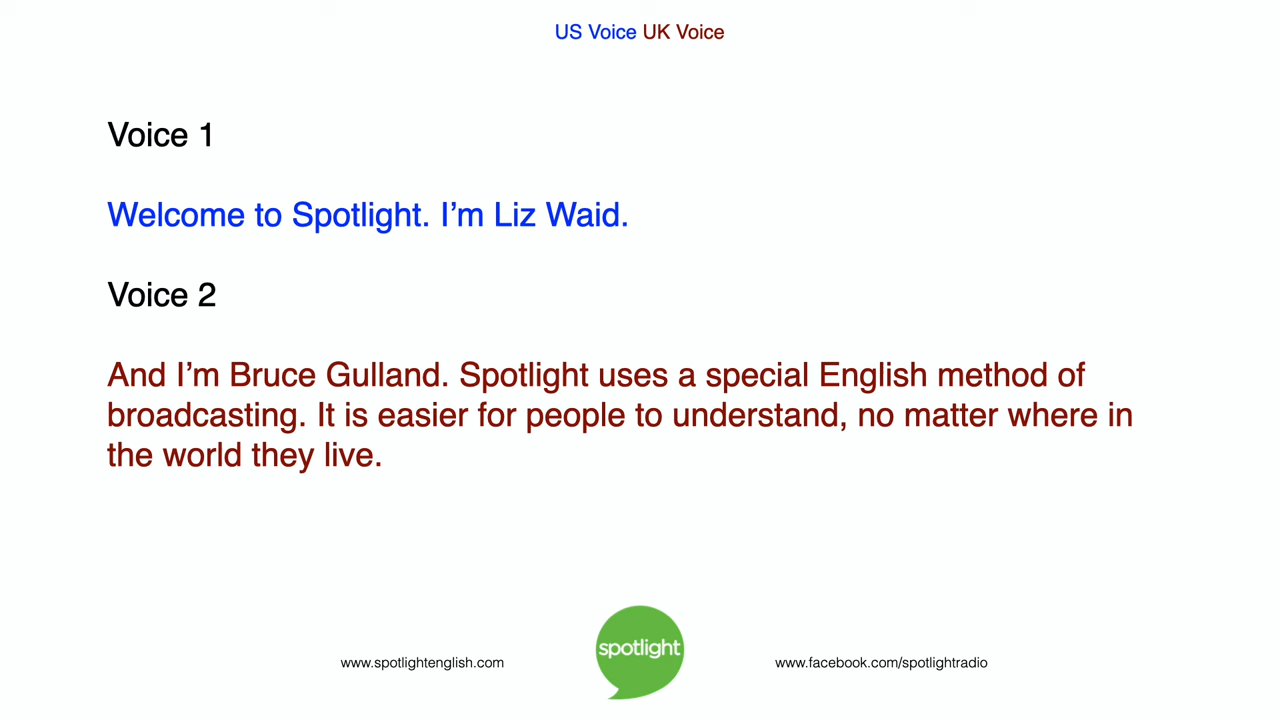 US Voice UK Voice
Voice 1
Welcome to Spotlight. I’m Liz Waid.
Voice 2
And I’m Bruce Gulland. Spotlight uses a special English method of
broadcasting. It is easier for people to understand, no matter where in
the world they live.
www.spotlightenglish.com
spotlight
www.facebook.com/spotlightradio